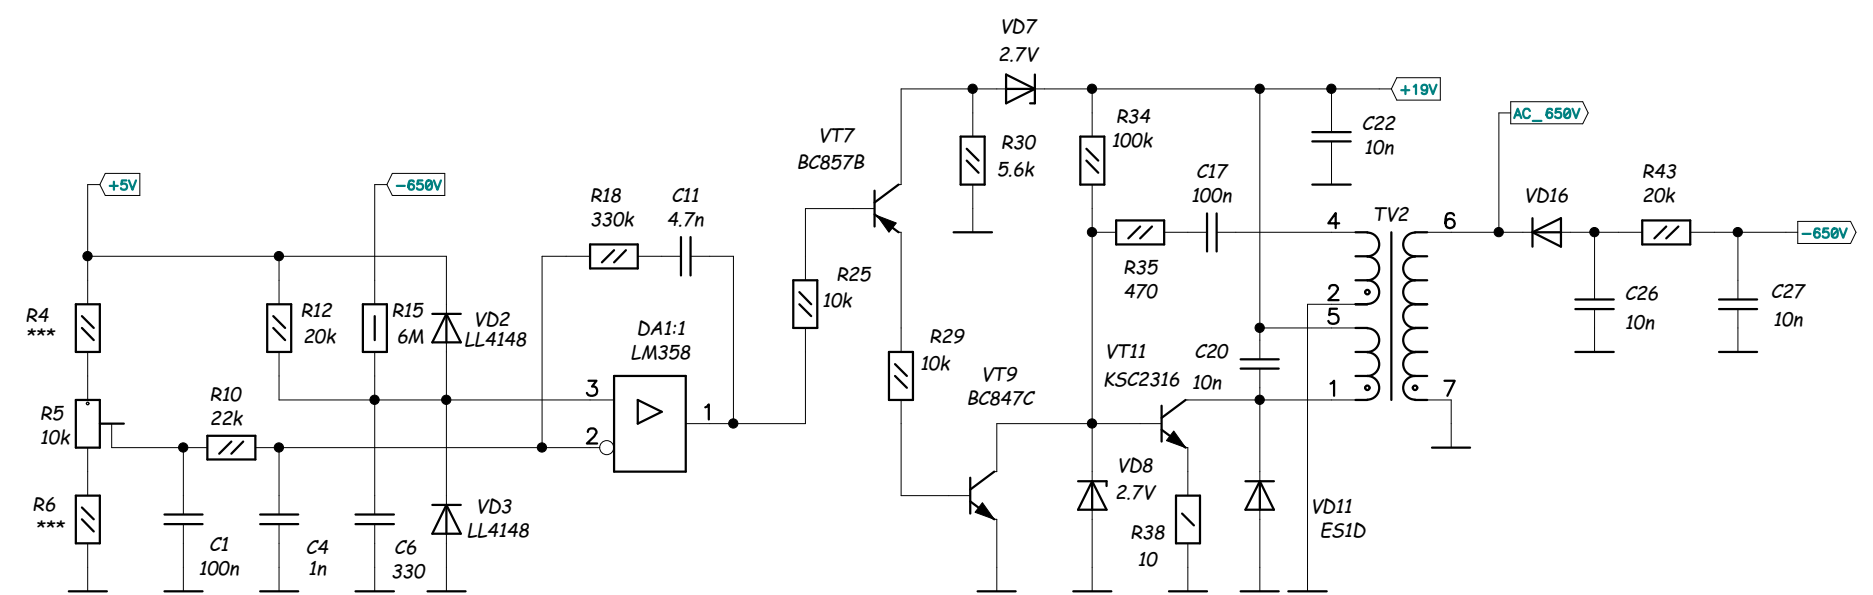 VD7
2.7V
+19V
AC_650V
R34
100k
C22
10n
VT7
BC857B
R30
5.6k
+5V
-650V
R18
330k
C11
4.7n
C17
100n
R43
20k
VD16
4
TV2
6
-650V
R25
10k
R35
470
2
5
C26
10n
C27
10n
R4
***
R12
20k
R15
6M
VD2
LL4148
DA1:1
LM358
R29
10k
VT11
KSC2316
C20
10n
VT9
BC847C
3
1
2
1
7
R5
10k
R10
22k
R6
***
VD3
LL4148
VD8
2.7V
VD11
ES1D
R38
10
C1
100n
C4
1n
C6
330